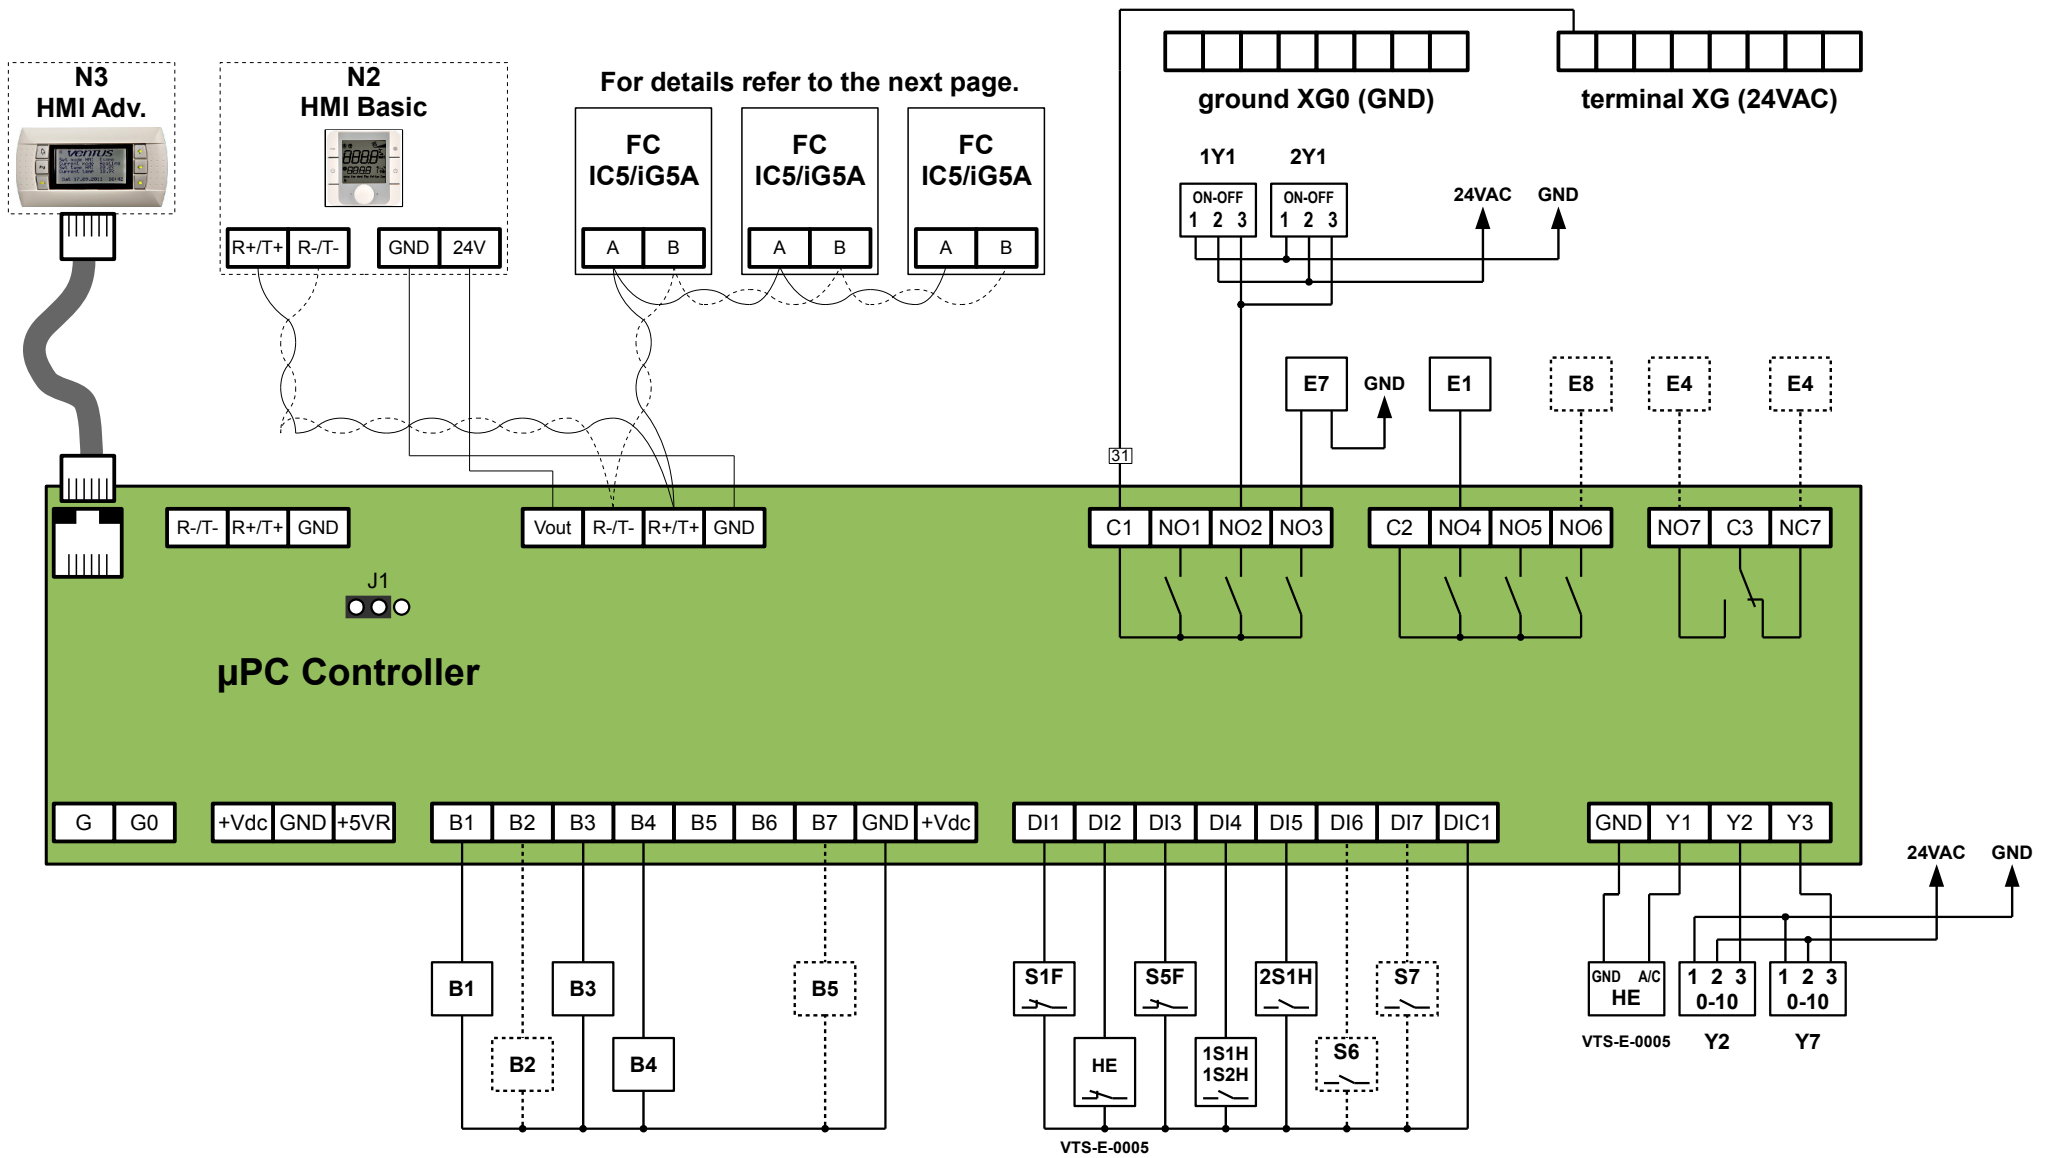 N3
HMI Adv.
VENTUS
N2
HMI Basic
R+/T+ R-/T- GND 24V
For details refer to the next page.
FC
IC5/iG5A
A B
FC
IC5/iG5A
A B
FC
IC5/iG5A
A B
ground XG0 (GND)
terminal XG (24VAC)
1Y1 2Y1
ON-OFF
1 2 3
ON-OFF
1 2 3
24VAC GND
E7 GND E1 E8 E4 E4
31
R-/T- R+/T+ GND
Vout R-/T- R+/T+ GND
C1 NO1 NO2 NO3
C2 NO4 NO5 NO6
NO7 C3 NC7
J1
µPC Controller
G G0
+Vdc GND +5VR
B1 B2 B3 B4 B5 B6 B7 GND +Vdc
DI1 DI2 DI3 DI4 DI5 DI6 DI7 DIC1
GND Y1 Y2 Y3
24VAC GND
B1 B3 B5
B2 B4
S1F S5F 2S1H S7
HE
1S1H
1S2H
S6
VTS-E-0005
GND A/C
HE
VTS-E-0005
1 2 3
0-10
Y2
1 2 3
0-10
Y7